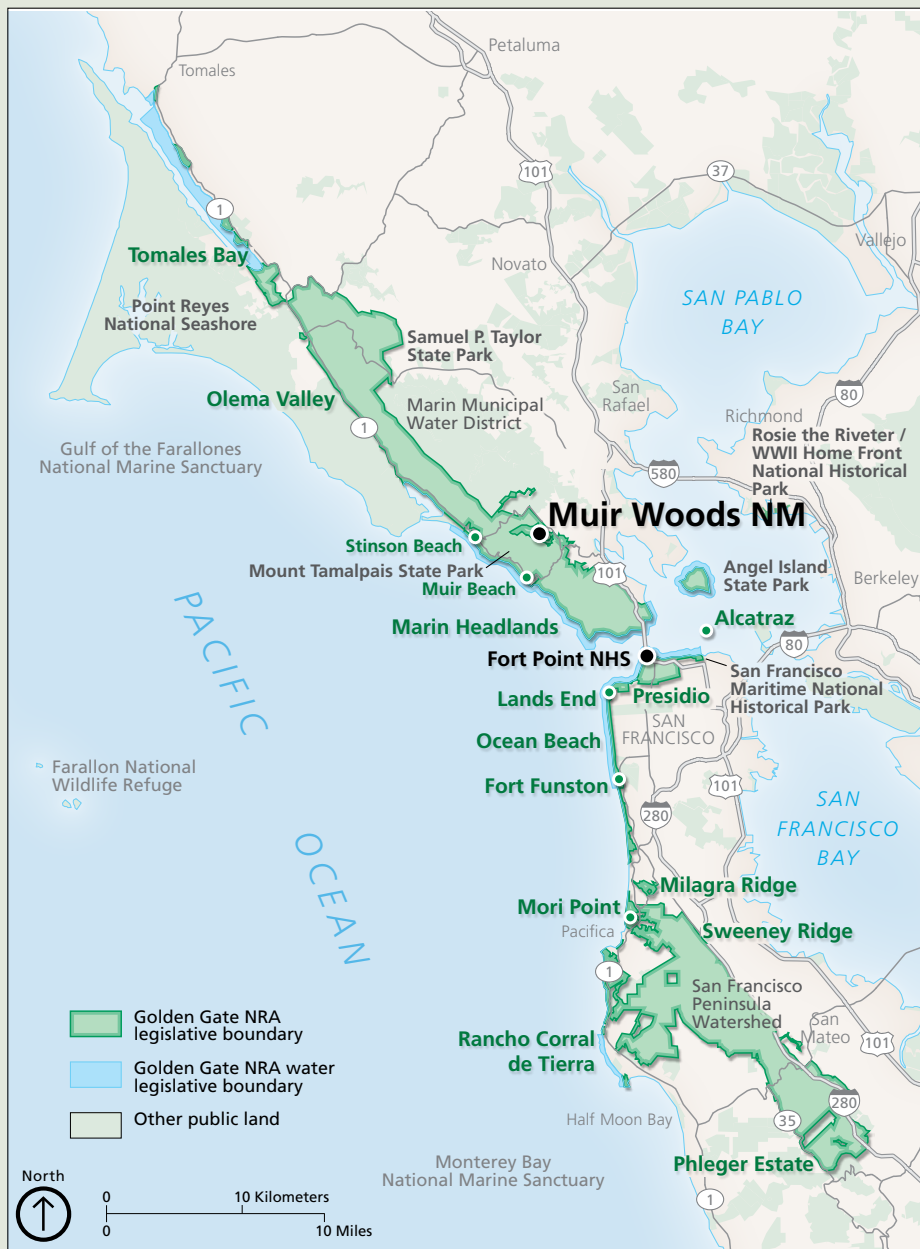 Petaluma
Tomales
101
37
1
Vallejo
Tomales Bay
Novato
SAN PABLO
BAY
Point Reyes
National Seashore
Samuel P. Taylor
State Park
San
Rafael
80
Olema Valley
Marin Municipal
Water District
Richmond
1
Rosie the Riveter /
WWII Home Front
National Historical
Park
Gulf of the Farallones
National Marine Sanctuary
580
Muir Woods NM
Stinson Beach
Mount Tamalpais State Park
101
Angel Island
State Park
Berkeley
Muir Beach
Alcatraz
Marin Headlands
80
Fort Point NHS
San Francisco
Maritime National
Historical Park
Lands End
Presidio
SAN
FRANCISCO
Ocean Beach
PACIFIC
OCEAN
Farallon National
Wildlife Refuge
Fort Funston
101
280
SAN
FRANCISCO
BAY
Milagra Ridge
Mori Point
Pacifica
Sweeney Ridge
1
San Francisco
Peninsula
Watershed
San
Mateo
101
Rancho Corral
de Tierra
280
35
Half Moon Bay
Phleger Estate
Monterey Bay
National Marine Sanctuary
1
Golden Gate NRA
legislative boundary
Golden Gate NRA water
legislative boundary
Other public land
North
0
10 Kilometers
0
10 Miles